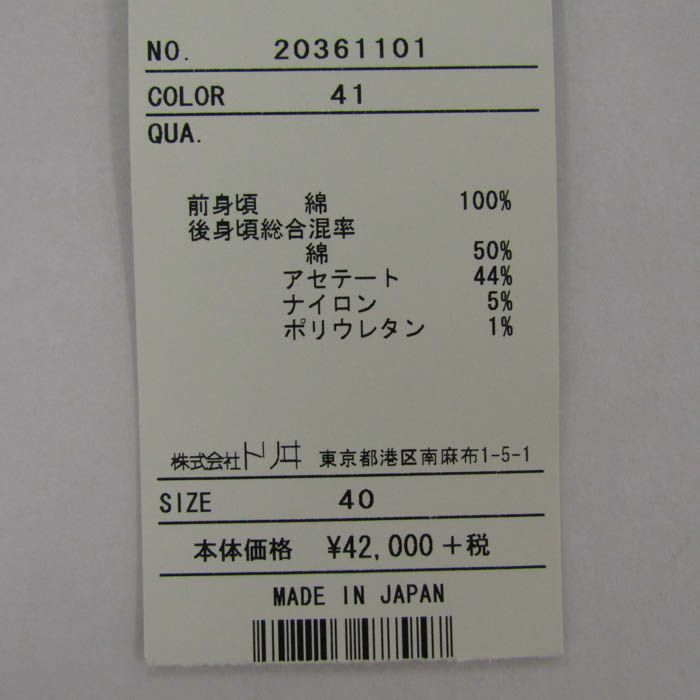 NO. 20361101
COLOR 41
QUA.
前身頃 綿 100%
後身頃総合混率
綿 50%
アセテート 44%
ナイロン 5%
ポリウレタン 1%
株式会社トリヰ 東京都港区南麻布1-5-1
SIZE 40
本体価格 ¥42,000+税
MADE IN JAPAN